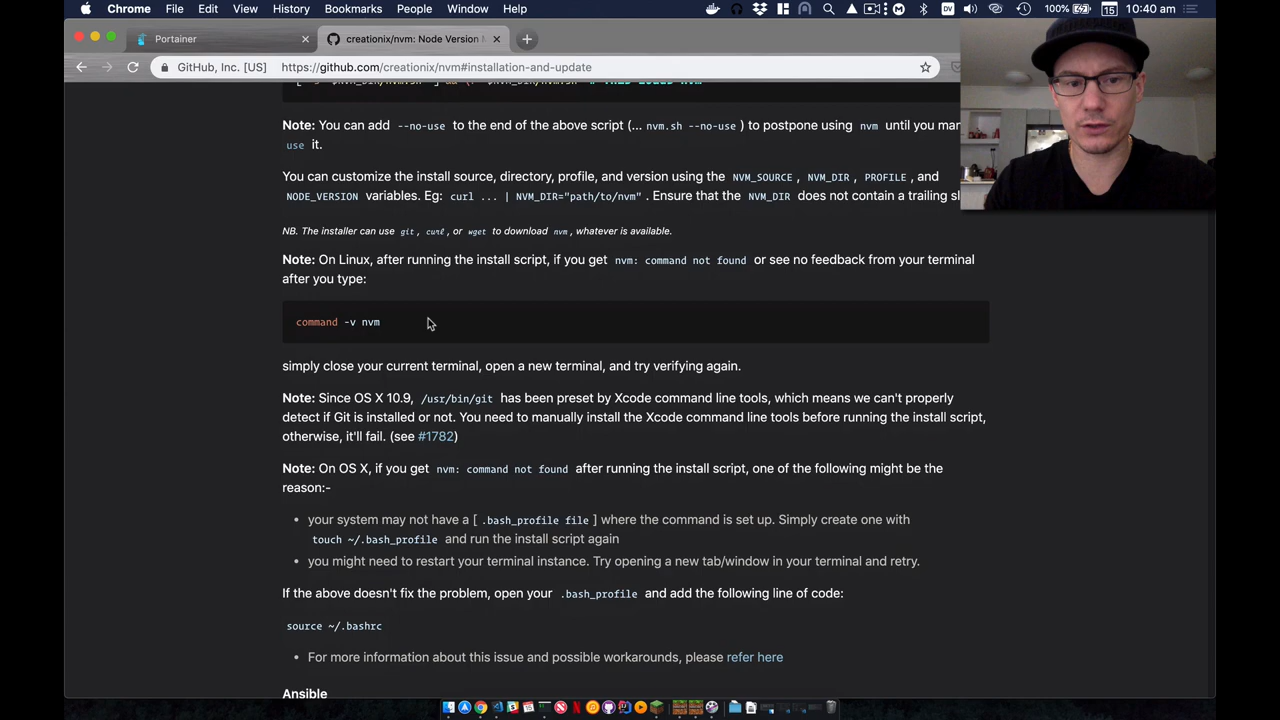 Chrome File Edit View History Bookmarks People Window Help DV 100% 15 10:40 am
Portainer creationix/nvm: Node Version
GitHub, Inc. [US] https://github.com/creationix/nvm#installation-and-update
Note: You can add --no-use to the end of the above script (... nvm.sh --no-use ) to postpone using nvm until you
use it.
You can customize the install source, directory, profile, and version using the NVM_SOURCE , NVM_DIR , PROFILE , and
NODE_VERSION variables. Eg: curl ... | NVM_DIR="path/to/nvm" . Ensure that the NVM_DIR does not contain a trailing
NB. The installer can use git , curl , or wget to download nvm , whatever is available.
Note: On Linux, after running the install script, if you get nvm: command not found or see no feedback from your terminal
after you type:
command -v nvm
simply close your current terminal, open a new terminal, and try verifying again.
Note: Since OS X 10.9, /usr/bin/git has been preset by Xcode command line tools, which means we can't properly
detect if Git is installed or not. You need to manually install the Xcode command line tools before running the install script,
otherwise, it'll fail. (see #1782)
Note: On OS X, if you get nvm: command not found after running the install script, one of the following might be the
reason:-
• your system may not have a [ .bash_profile file ] where the command is set up. Simply create one with
touch ~/.bash_profile and run the install script again
• you might need to restart your terminal instance. Try opening a new tab/window in your terminal and retry.
If the above doesn't fix the problem, open your .bash_profile and add the following line of code:
source ~/.bashrc
• For more information about this issue and possible workarounds, please refer here
Ansible